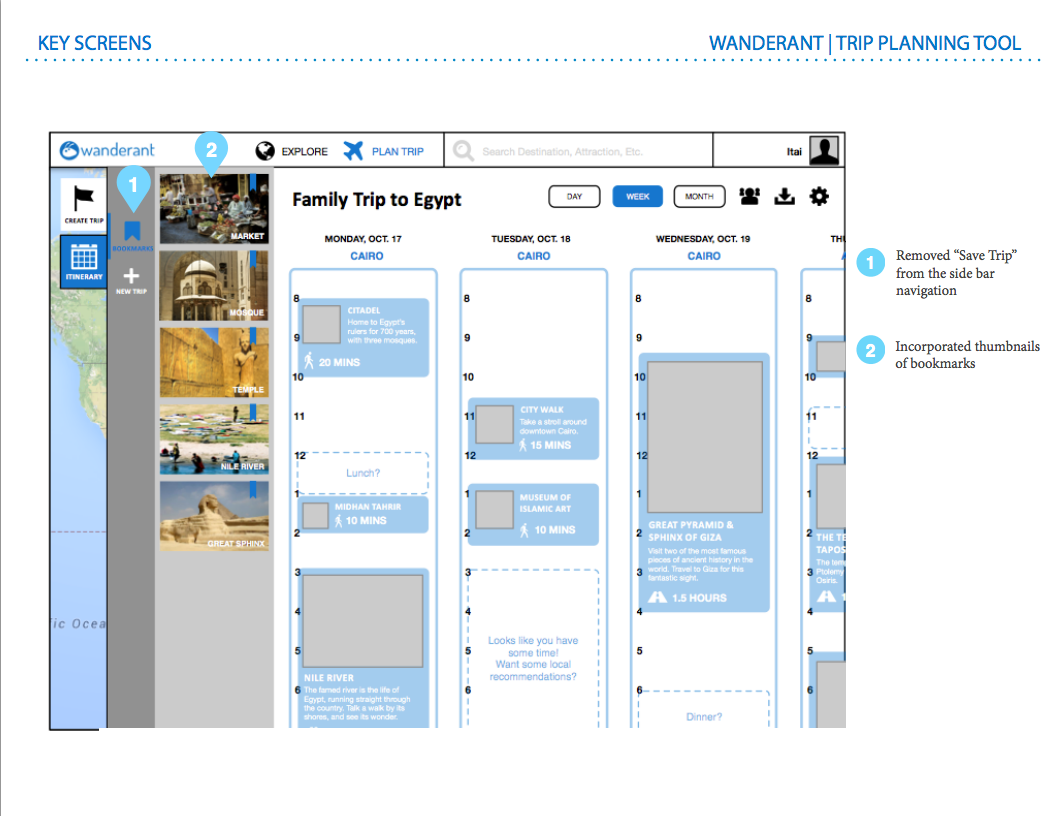 KEY SCREENS
WANDERANT | TRIP PLANNING TOOL
wanderant
2
EXPLORE
PLAN TRIP
Search Destination, Attraction, Etc.
Itai
1
CREATE TRIP
BOOKMARKS
ITINERARY
NEW TRIP
MARKET
MOSQUE
TEMPLE
NILE RIVER
GREAT SPHINX
tic Ocea
Family Trip to Egypt
DAY
WEEK
MONTH
MONDAY, OCT. 17
CAIRO
8
CITADEL
Home to Egypt's
rulers for 700 years,
with three mosques.
9
20 MINS
10
11
12
Lunch?
1
MIDHAN TAHRIR
10 MINS
2
3
4
5
NILE RIVER
6
The famed river is the life of
Egypt, running straight through
the country. Talk a walk by its
shores, and see its wonder.
TUESDAY, OCT. 18
CAIRO
8
9
10
11
CITY WALK
Take a stroll around
downtown Cairo.
15 MINS
12
1
MUSEUM OF
ISLAMIC ART
2
10 MINS
3
4
Looks like you have
some time!
Want some local
recommendations?
5
6
WEDNESDAY, OCT. 19
CAIRO
8
9
10
11
12
1
GREAT PYRAMID &
2
SPHINX OF GIZA
Visit two of the most famous
pieces of ancient history in the
world. Travel to Giza for this
fantastic sight.
3
1.5 HOURS
4
5
6
Dinner?
THU
8
9
10
11
12
1
2
THE TE
TAPOS
The tem
3
Ptolemy
Osiris.
1
4
5
6
1
Removed “Save Trip”
from the side bar
navigation
2
Incorporated thumbnails
of bookmarks